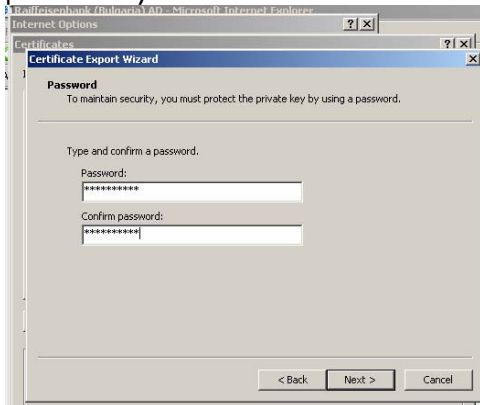 Raiffeisenbank (Bulgaria) AD - Microsoft Internet Explorer
Internet Options
Certificates
Certificate Export Wizard
Password
To maintain security, you must protect the private key by using a password.
Type and confirm a password.
Password:
**********
Confirm password:
**********
< Back Next > Cancel